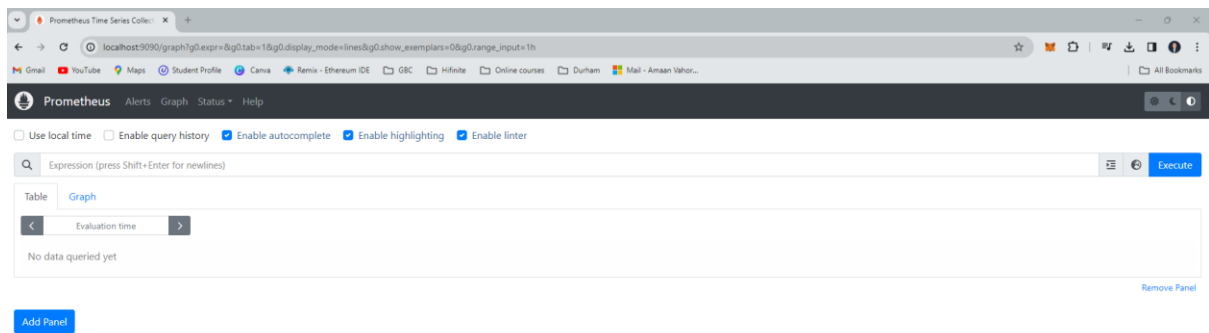 Prometheus Time Series Collec
localhost:9090/graph?g0.expr=&g0.tab=1&g0.display_mode=lines&g0.show_exemplars=0&g0.range_input=1h
Gmail YouTube Maps Student Profile Canva Remix - Ethereum IDE GBC Hifinite Online courses Durham Mail - Amaan Vahor... All Bookmarks
Prometheus Alerts Graph Status Help
Use local time Enable query history Enable autocomplete Enable highlighting Enable linter
Expression (press Shift+Enter for newlines) Execute
Table Graph
Evaluation time
No data queried yet
Remove Panel
Add Panel